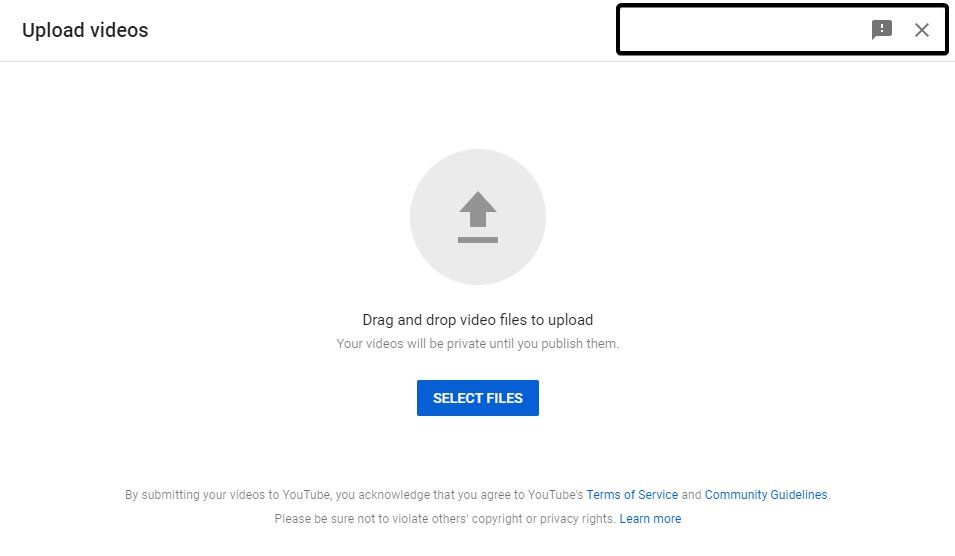 Upload videos
Drag and drop video files to upload
Your videos will be private until you publish them.
SELECT FILES
By submitting your videos to YouTube, you acknowledge that you agree to YouTube's Terms of Service and Community Guidelines.
Please be sure not to violate others' copyright or privacy rights. Learn more